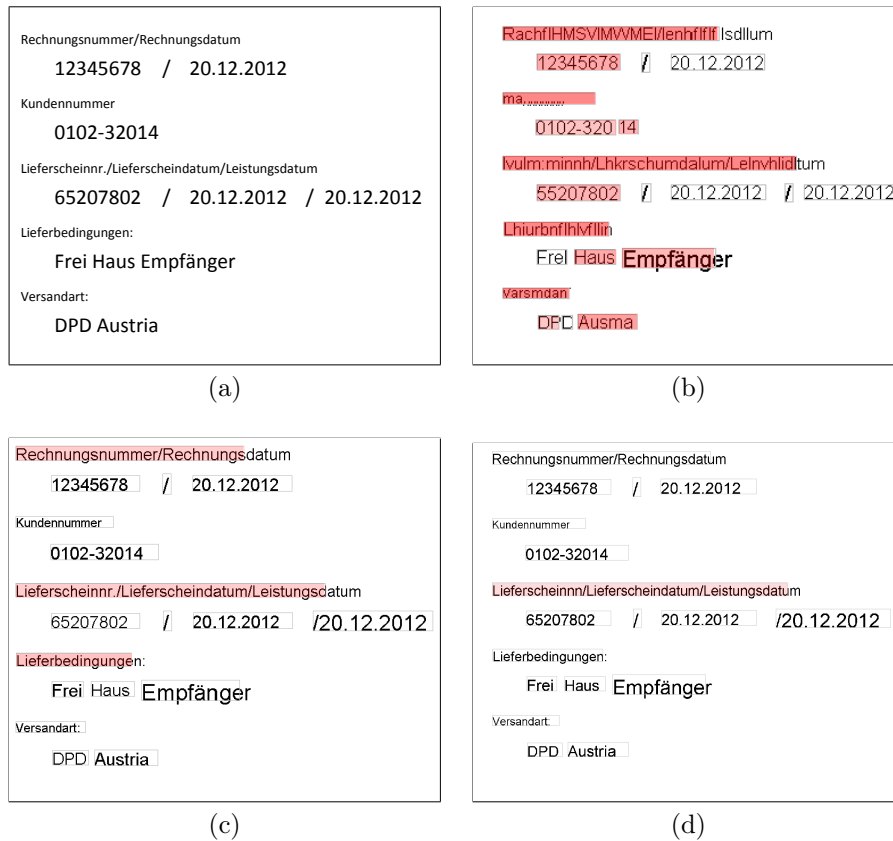 Rechnungsnummer/Rechnungsdatum
12345678 / 20.12.2012
Kundennummer
0102-32014
Lieferscheinnr./Lieferscheindatum/Leistungsdatum
65207802 / 20.12.2012 / 20.12.2012
Lieferbedingungen:
Frei Haus Empfänger
Versandart:
DPD Austria
(a)
RachflHMSVIMWMEl/lenhflflf lsdllum
12345678 / 20.12.2012
ma,
0102-320 14
lvulm:minnh/Lhkrschumdalum/Lelnvhlidltum
55207802 / 20.12.2012 / 20.12.2012
Lhiurbnflhlvfllin
Frel Haus Empfänger
varsmdan
DPD Ausma
(b)
Rechnungsnummer/Rechnungsdatum
12345678 / 20.12.2012
Kundennummer
0102-32014
Lieferscheinnr./Lieferscheindatum/Leistungsdatum
65207802 / 20.12.2012 /20.12.2012
Lieferbedingungen:
Frei Haus Empfänger
Versandart:
DPD Austria
(c)
Rechnungsnummer/Rechnungsdatum
12345678 / 20.12.2012
Kundennummer
0102-32014
Lieferscheinnn/Lieferscheindatum/Leistungsdatum
65207802 / 20.12.2012 /20.12.2012
Lieferbedingungen:
Frei Haus Empfänger
Versandart:
DPD Austria
(d)